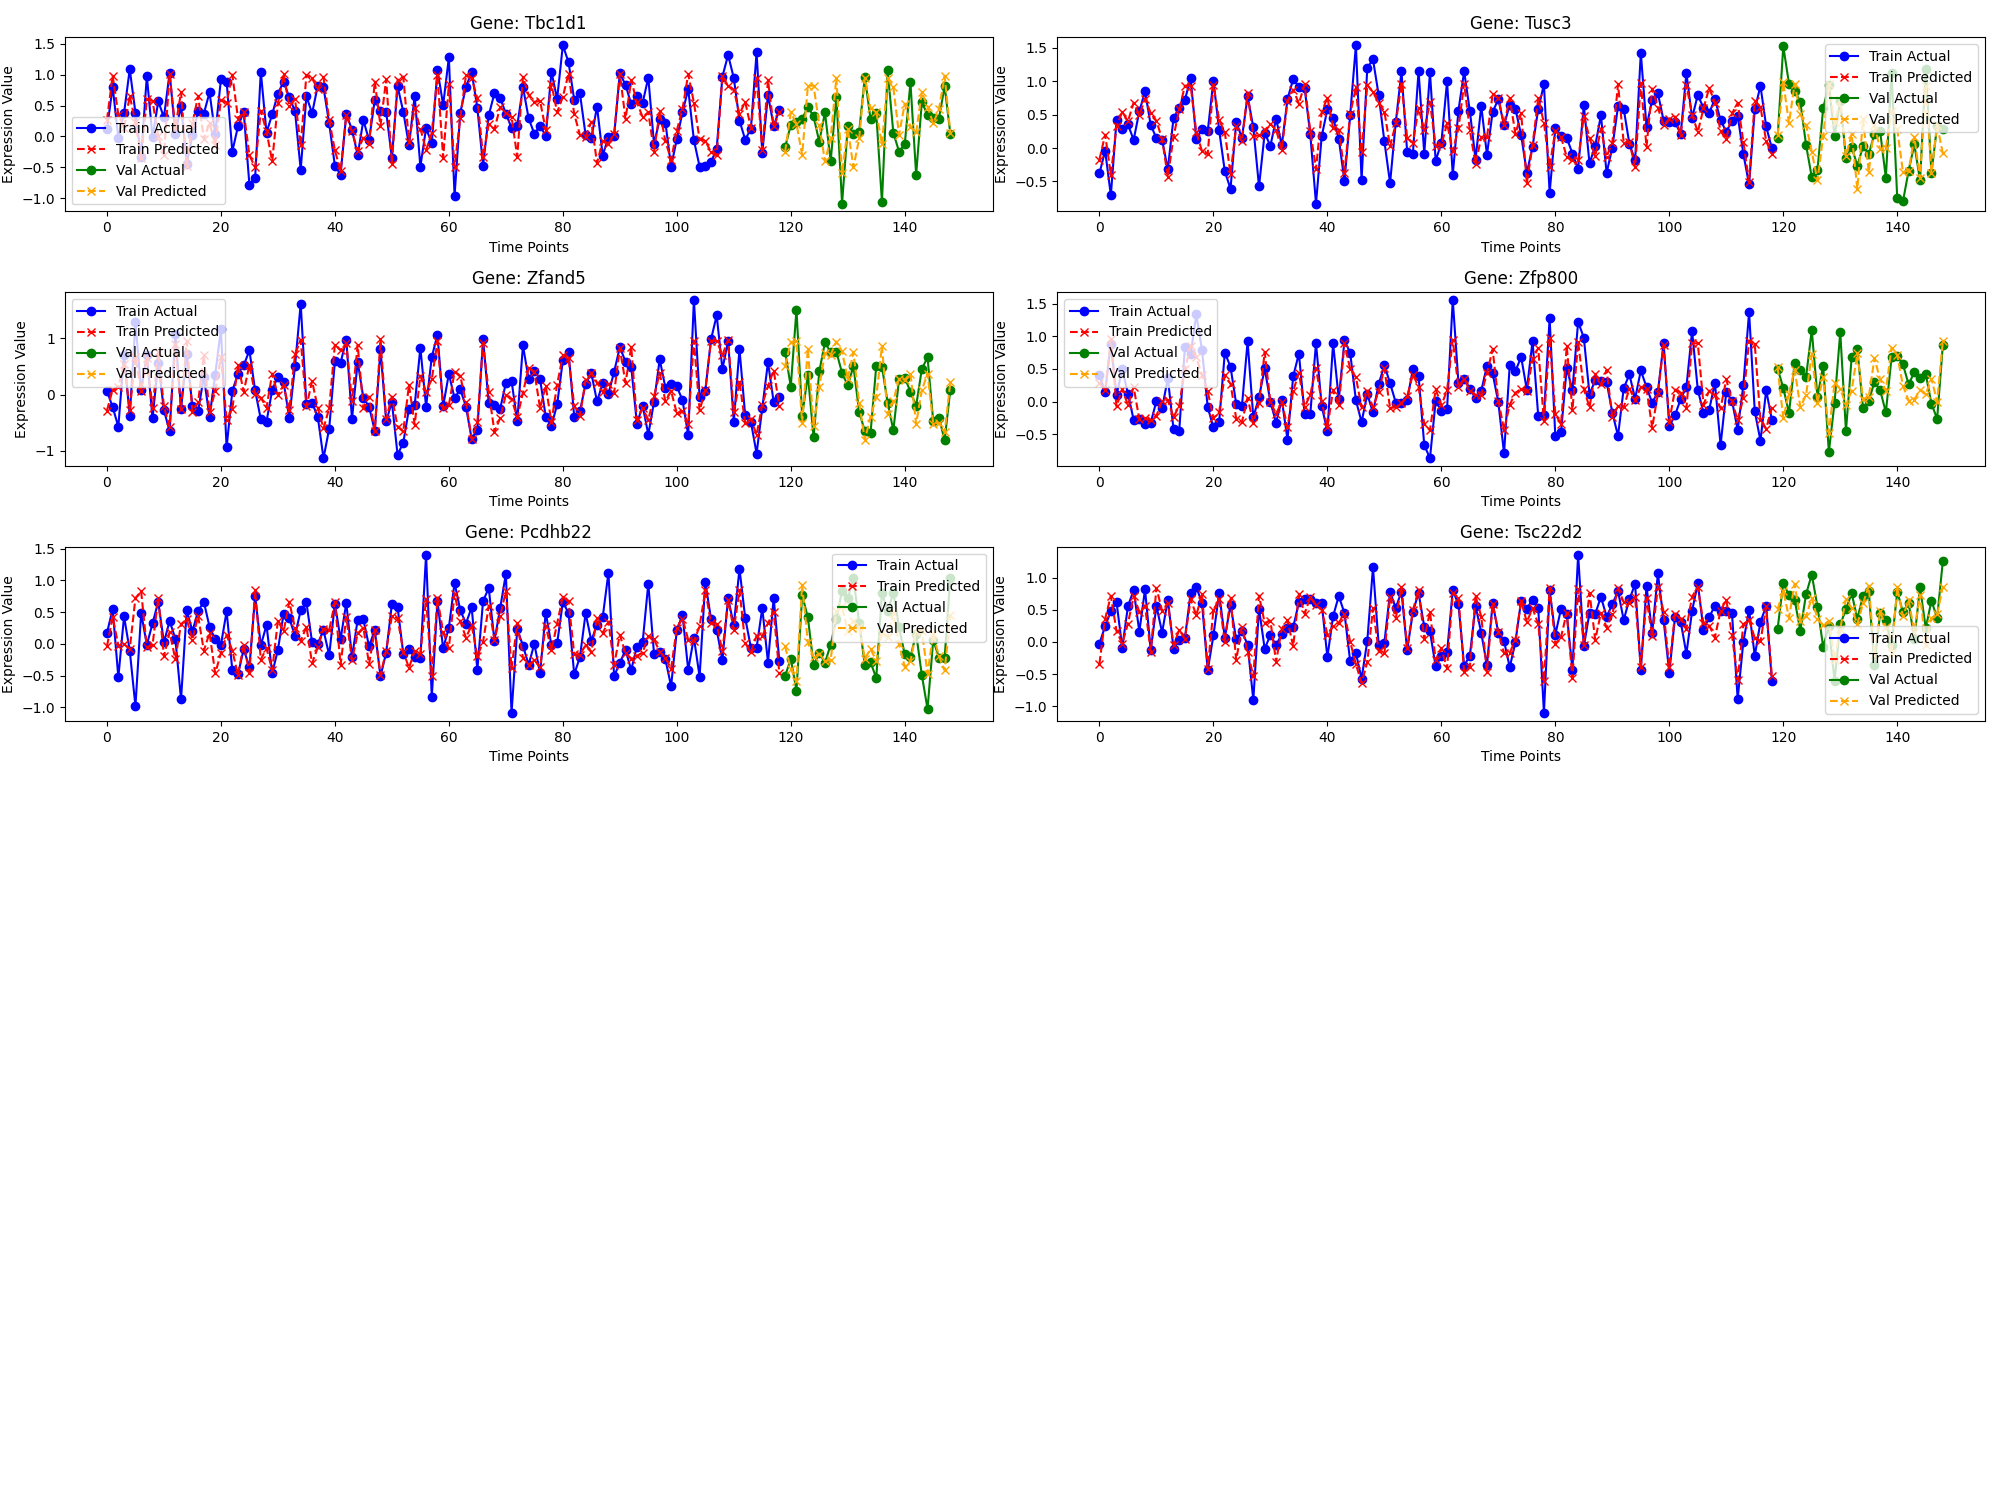 Gene: Tbc1d1
Expression Value
1.5
1.0
0.5
0.0
−0.5
−1.0
Train Actual
Train Predicted
Val Actual
Val Predicted
0 20 40 60 80 100 120 140
Time Points
Gene: Tusc3
Expression Value
1.5
1.0
0.5
0.0
−0.5
Train Actual
Train Predicted
Val Actual
Val Predicted
0 20 40 60 80 100 120 140
Time Points
Gene: Zfand5
Expression Value
1
0
−1
Train Actual
Train Predicted
Val Actual
Val Predicted
0 20 40 60 80 100 120 140
Time Points
Gene: Zfp800
Expression Value
1.5
1.0
0.5
0.0
−0.5
Train Actual
Train Predicted
Val Actual
Val Predicted
0 20 40 60 80 100 120 140
Time Points
Gene: Pcdhb22
Expression Value
1.5
1.0
0.5
0.0
−0.5
−1.0
Train Actual
Train Predicted
Val Actual
Val Predicted
0 20 40 60 80 100 120 140
Time Points
Gene: Tsc22d2
Expression Value
1.0
0.5
0.0
−0.5
−1.0
Train Actual
Train Predicted
Val Actual
Val Predicted
0 20 40 60 80 100 120 140
Time Points